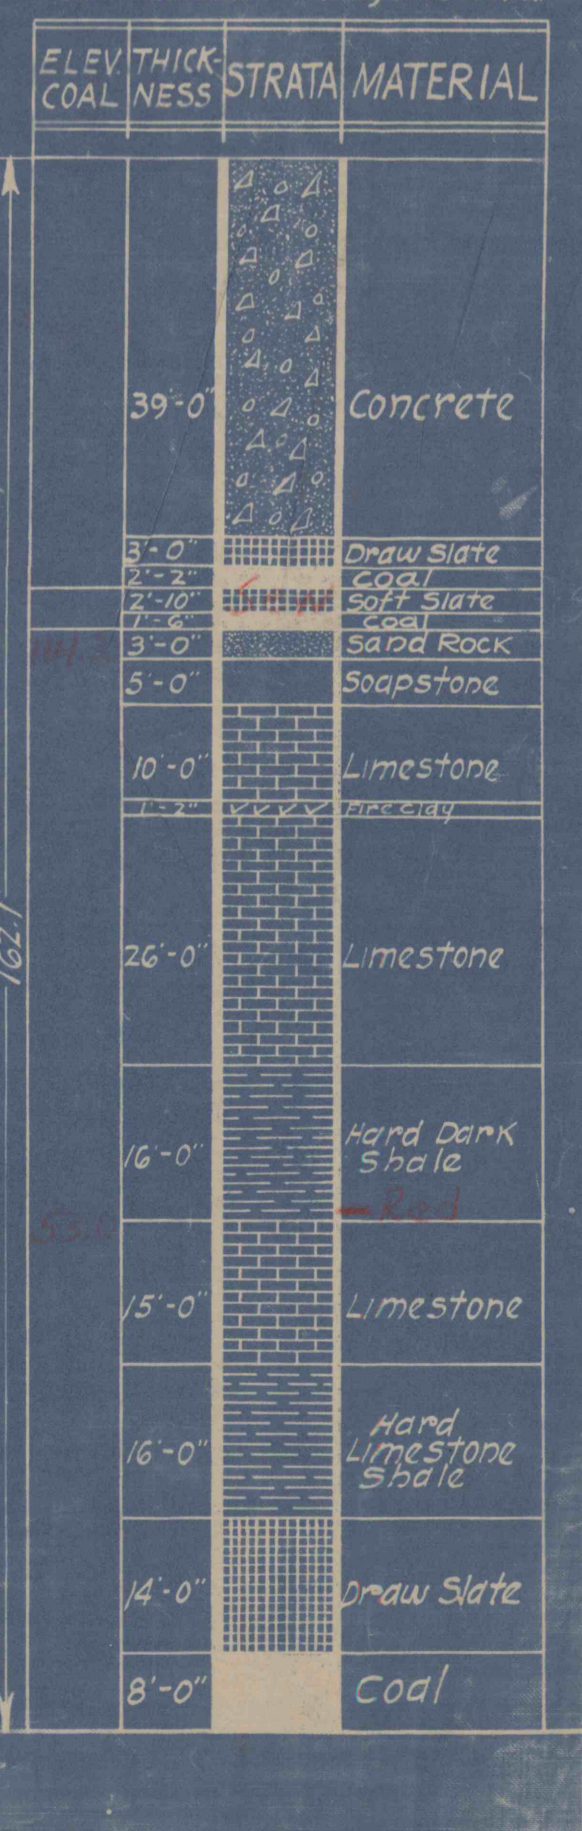 ELEV. COAL THICK-NESS STRATA MATERIAL
39'-0" Concrete
3'-0" Draw Slate
2'-2" Coal
2'-10" Soft Slate
1'-6" Coal
3'-0" Sand Rock
5'-0" Soapstone
10'-0" Limestone
1'-2" Fire Clay
26'-0" Limestone
162.1
16'-0" Hard Dark
Shale
Red
15'-0" Limestone
16'-0" Hard
Limestone
Shale
14'-0" Draw Slate
8'-0" Coal